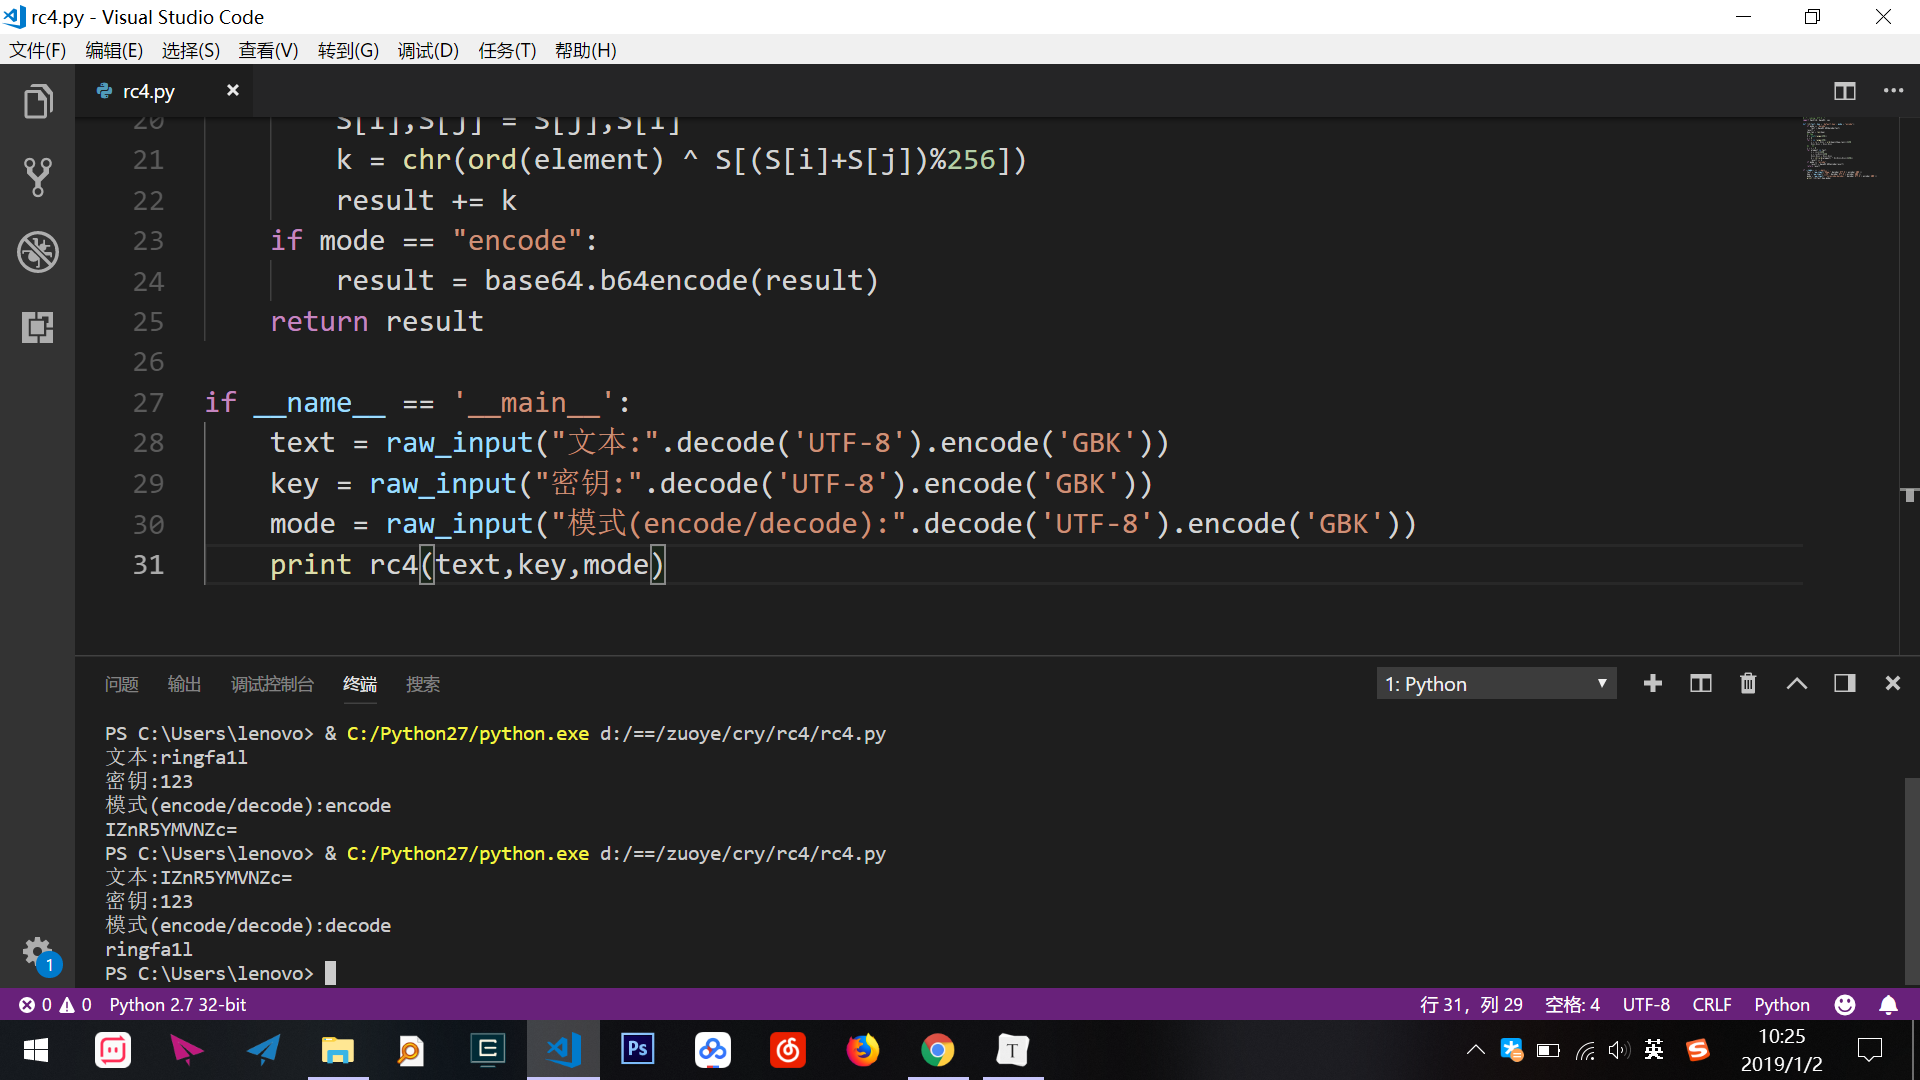 rc4.py - Visual Studio Code
文件(F) 编辑(E) 选择(S) 查看(V) 转到(G) 调试(D) 任务(T) 帮助(H)
rc4.py
20 S[i],S[j] = S[j],S[i]
21 k = chr(ord(element) ^ S[(S[i]+S[j])%256])
22 result += k
23 if mode == "encode":
24 result = base64.b64encode(result)
25 return result
26
27 if __name__ == '__main__':
28 text = raw_input("文本:".decode('UTF-8').encode('GBK'))
29 key = raw_input("密钥:".decode('UTF-8').encode('GBK'))
30 mode = raw_input("模式(encode/decode):".decode('UTF-8').encode('GBK'))
31 print rc4(text,key,mode)
问题 输出 调试控制台 终端 搜索 1: Python
PS C:\Users\lenovo> & C:/Python27/python.exe d:/==/zuoye/cry/rc4/rc4.py
文本:ringfa1l
密钥:123
模式(encode/decode):encode
IZnR5YMVNZc=
PS C:\Users\lenovo> & C:/Python27/python.exe d:/==/zuoye/cry/rc4/rc4.py
文本:IZnR5YMVNZc=
密钥:123
模式(encode/decode):decode
ringfa1l
PS C:\Users\lenovo>
1
0 0 Python 2.7 32-bit 行 31，列 29 空格: 4 UTF-8 CRLF Python
Ps T 英 S 10:25
2019/1/2